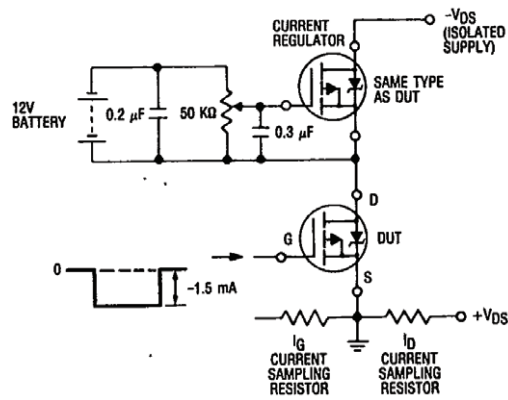 CURRENT
REGULATOR
-VDS
(ISOLATED
SUPPLY)
SAME TYPE
AS DUT
12V
BATTERY
0.2 µF
50 KΩ
0.3 µF
D
G
DUT
S
0
-1.5 mA
IG
CURRENT
SAMPLING
RESISTOR
ID
CURRENT
SAMPLING
RESISTOR
+VDS